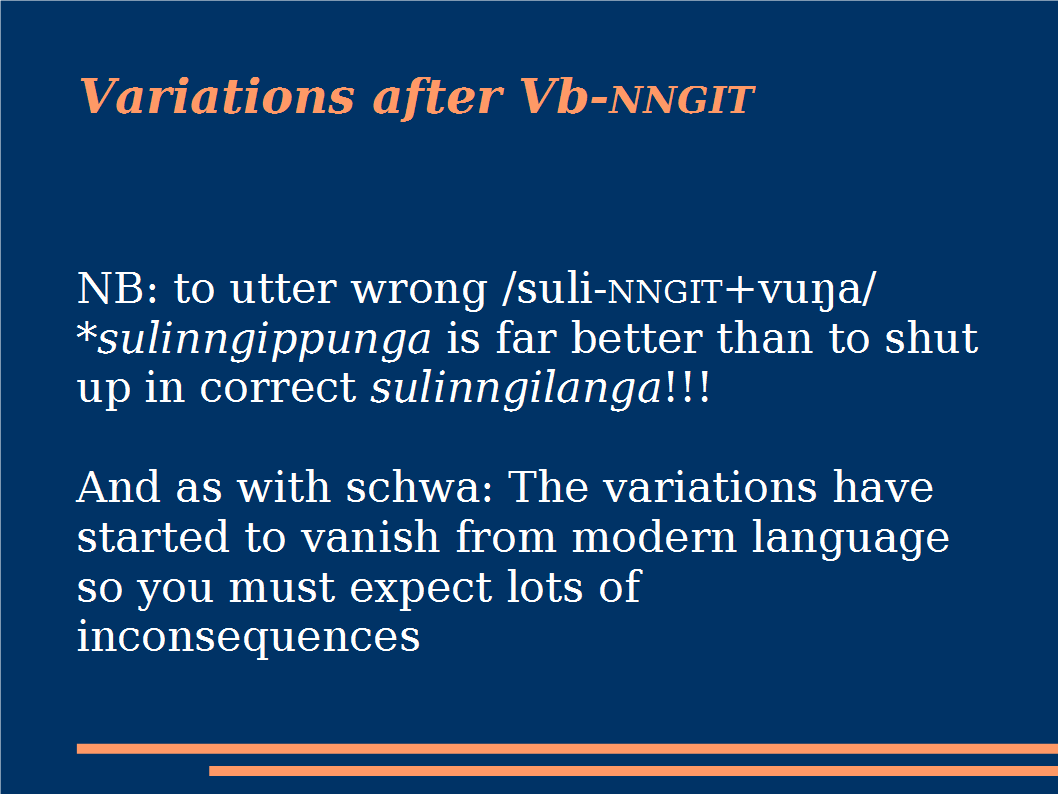 Variations after Vb-NNGIT
NB: to utter wrong /suli-NNGIT+vuŋa/
*sulinngippunga is far better than to shut
up in correct sulinngilanga!!!
And as with schwa: The variations have
started to vanish from modern language
so you must expect lots of
inconsequences